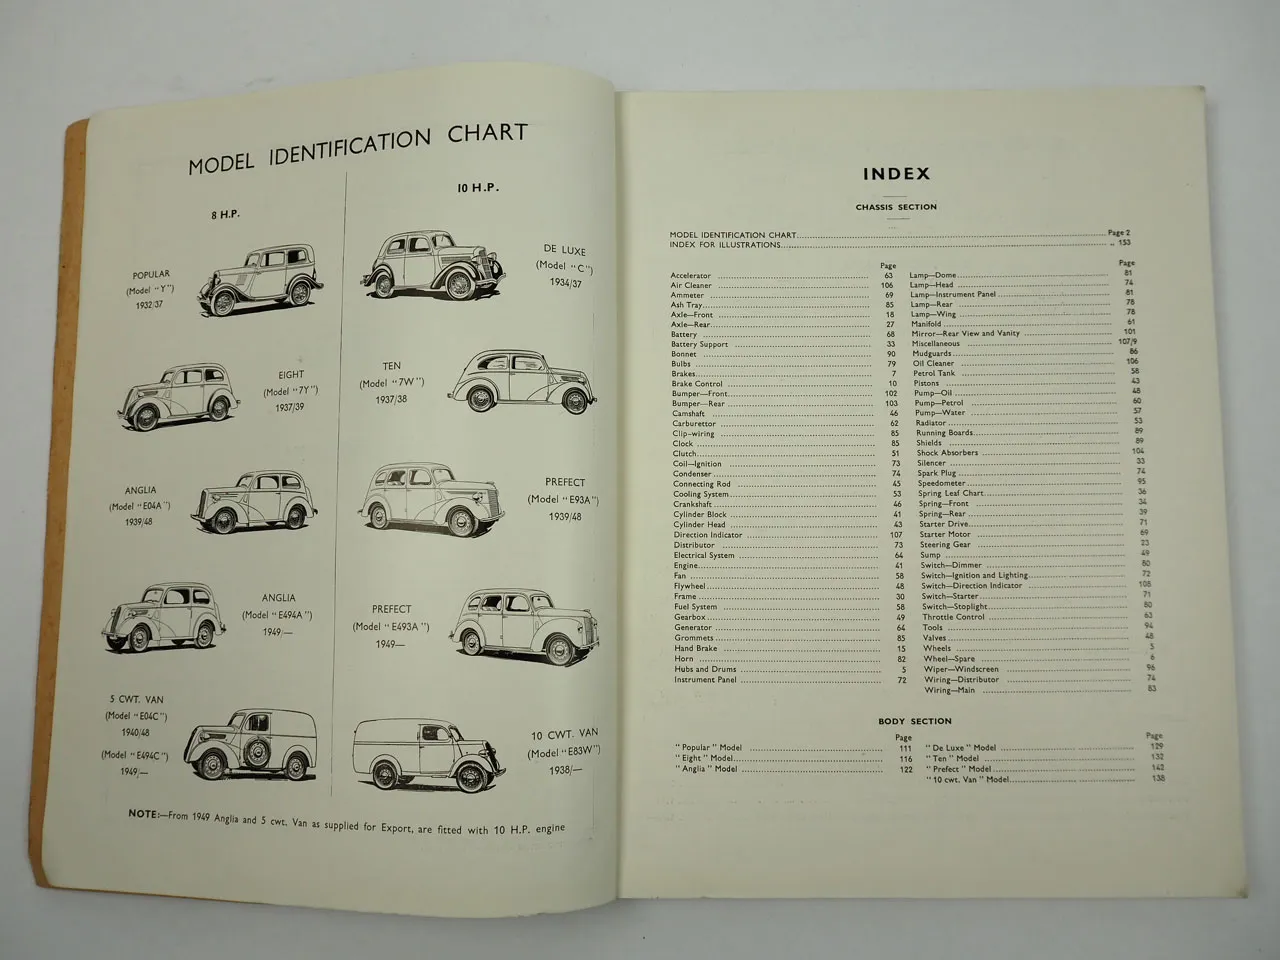 MODEL IDENTIFICATION CHART
8 H.P.
POPULAR
(Model "Y")
1932/37
EIGHT
(Model "7Y")
1937/39
ANGLIA
(Model "E04A")
1939/48
ANGLIA
(Model "E494A")
1949/—
5 CWT. VAN
(Model "E04C")
1940/48
(Model "E494C")
1949/—
10 H.P.
DE LUXE
(Model "C")
1934/37
TEN
(Model "7W")
1937/38
PREFECT
(Model "E93A")
1939/48
PREFECT
(Model "E493A")
1949—
10 CWT. VAN
(Model "E83W")
1938/—
NOTE:—From 1949 Anglia and 5 cwt. Van as supplied for Export, are fitted with 10 H.P. engine
INDEX
CHASSIS SECTION
MODEL IDENTIFICATION CHART Page 2
INDEX FOR ILLUSTRATIONS .. 153
Page
Accelerator 63
Air Cleaner 106
Ammeter 69
Ash Tray 85
Axle—Front 18
Axle—Rear 27
Battery 68
Battery Support 33
Bonnet 90
Bulbs 79
Brakes 7
Brake Control 10
Bumper—Front 102
Bumper—Rear 103
Camshaft 46
Carburettor 62
Clip-wiring 85
Clock 85
Clutch 51
Coil—Ignition 73
Condenser 74
Connecting Rod 45
Cooling System 53
Crankshaft 46
Cylinder Block 41
Cylinder Head 43
Direction Indicator 107
Distributor 73
Electrical System 64
Engine 41
Fan 58
Flywheel 48
Frame 30
Fuel System 58
Gearbox 49
Generator 64
Grommets 85
Hand Brake 15
Horn 82
Hubs and Drums 5
Instrument Panel 72
Page
Lamp—Dome 81
Lamp—Head 74
Lamp—Instrument Panel 81
Lamp—Rear 78
Lamp—Wing 78
Manifold 61
Mirror—Rear View and Vanity 101
Miscellaneous 107/9
Mudguards 86
Oil Cleaner 106
Petrol Tank 58
Pistons 43
Pump—Oil 48
Pump—Petrol 60
Pump—Water 57
Radiator 53
Running Boards 89
Shields 89
Shock Absorbers 104
Silencer 33
Spark Plug 74
Speedometer 95
Spring Leaf Chart 36
Spring—Front 34
Spring—Rear 39
Starter Drive 71
Starter Motor 69
Steering Gear 23
Sump 49
Switch—Dimmer 80
Switch—Ignition and Lighting 72
Switch—Direction Indicator 108
Switch—Starter 71
Switch—Stoplight 80
Throttle Control 63
Tools 94
Valves 48
Wheels 5
Wheel—Spare 6
Wiper—Windscreen 96
Wiring—Distributor 74
Wiring—Main 83
BODY SECTION
Page
"Popular" Model 111
"Eight" Model 116
"Anglia" Model 122
Page
"De Luxe" Model 129
"Ten" Model 132
"Prefect" Model 142
"10 cwt. Van" Model 138